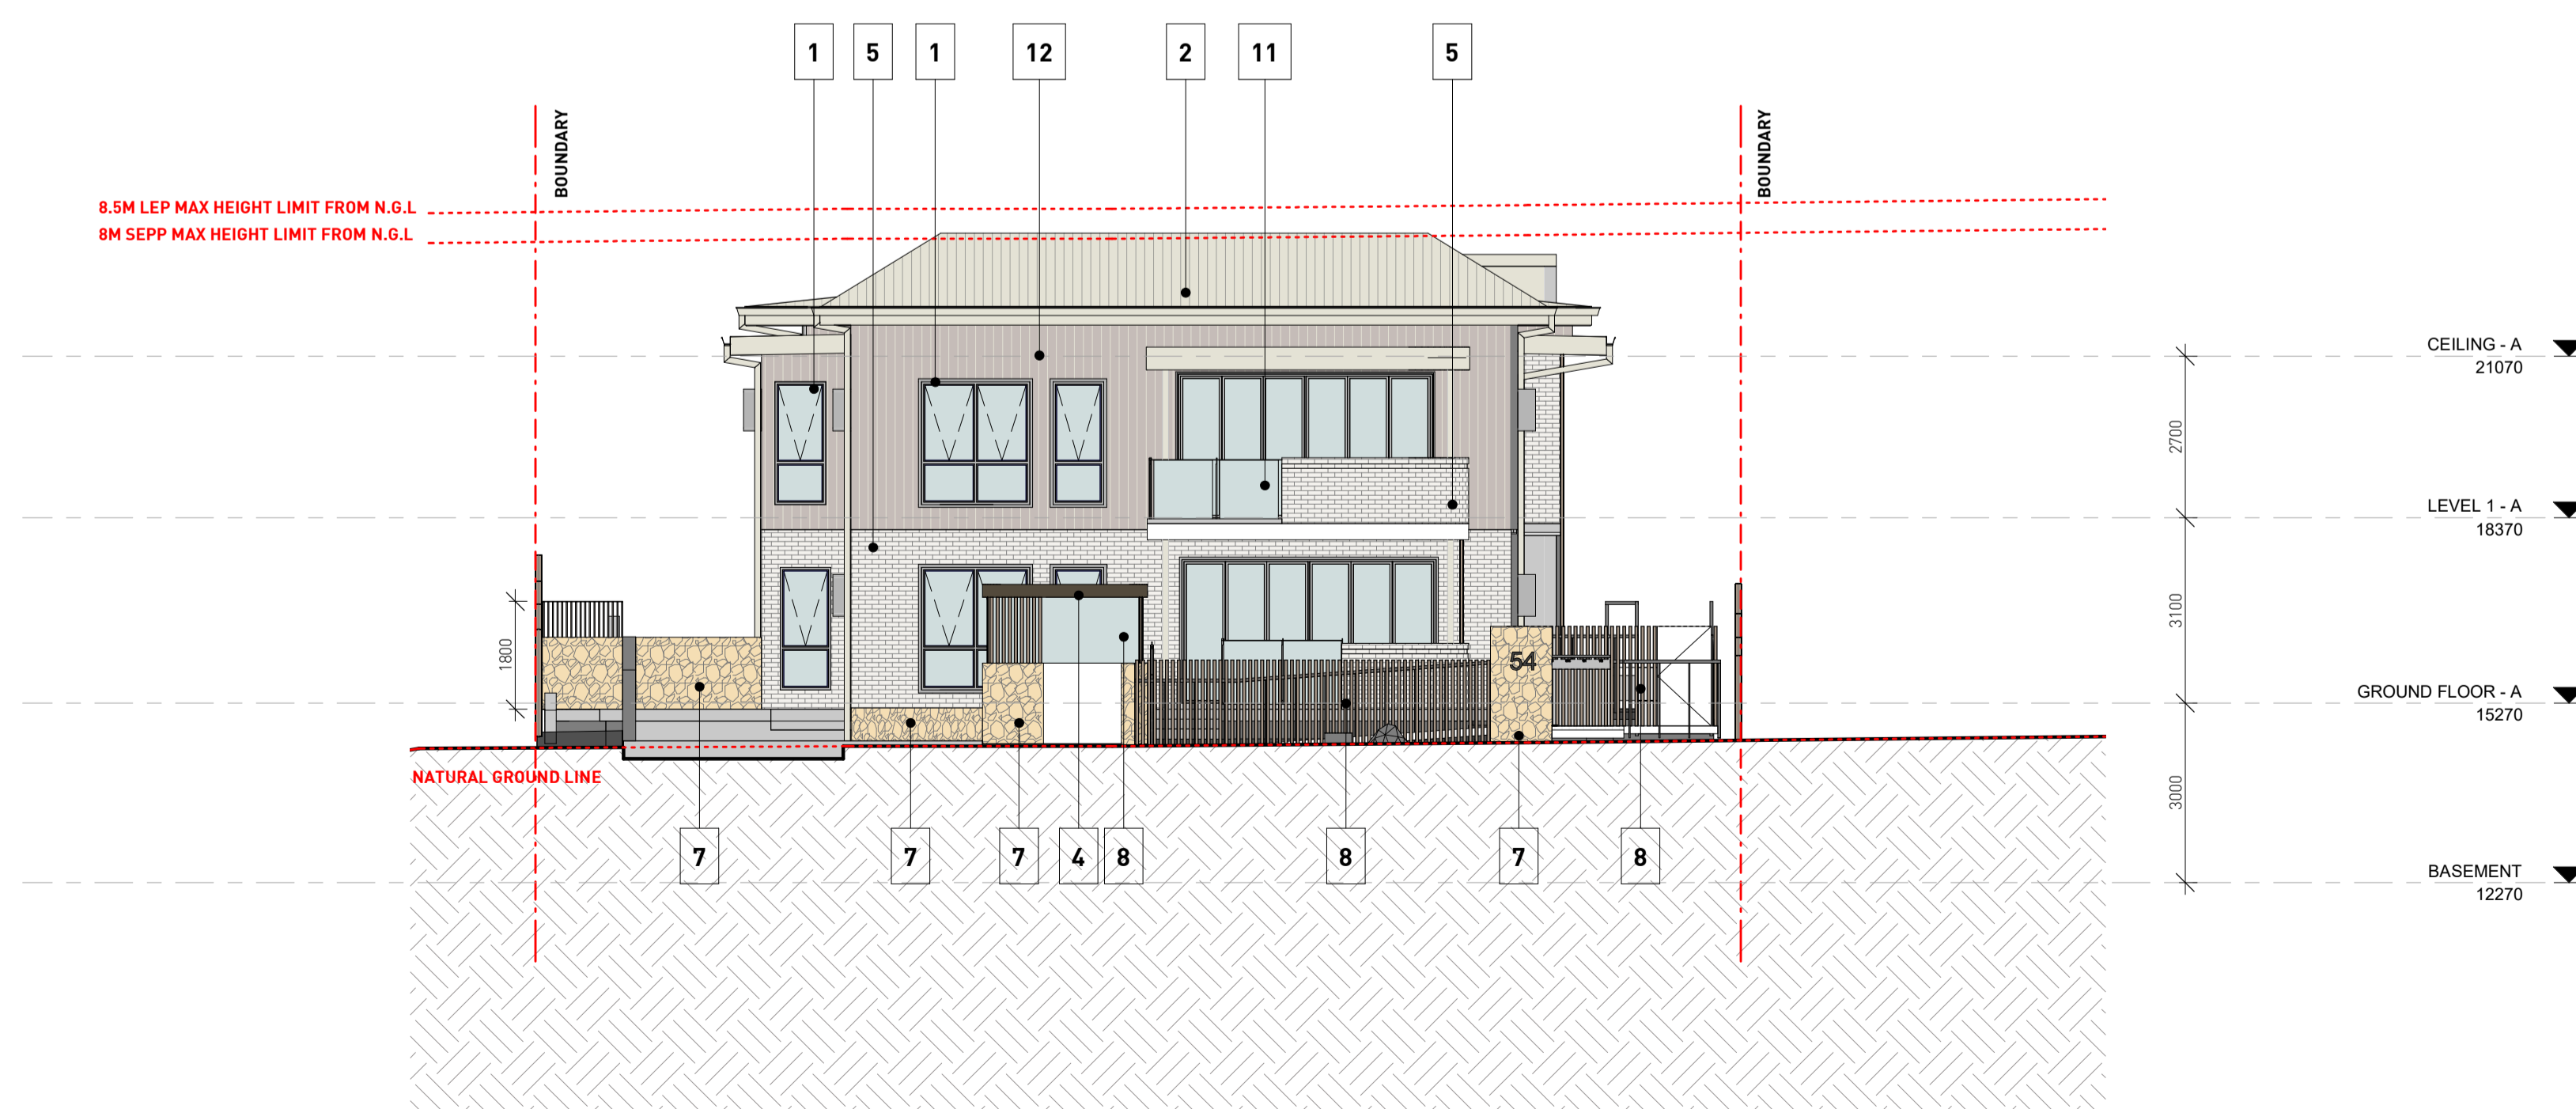 1 5 1 12 2 11 5
BOUNDARY
BOUNDARY
8.5M LEP MAX HEIGHT LIMIT FROM N.G.L
8M SEPP MAX HEIGHT LIMIT FROM N.G.L
CEILING - A
21070
2700
LEVEL 1 - A
18370
3100
1800
54
GROUND FLOOR - A
15270
NATURAL GROUND LINE
3000
7 7 7 4 8 8 7 8
BASEMENT
12270